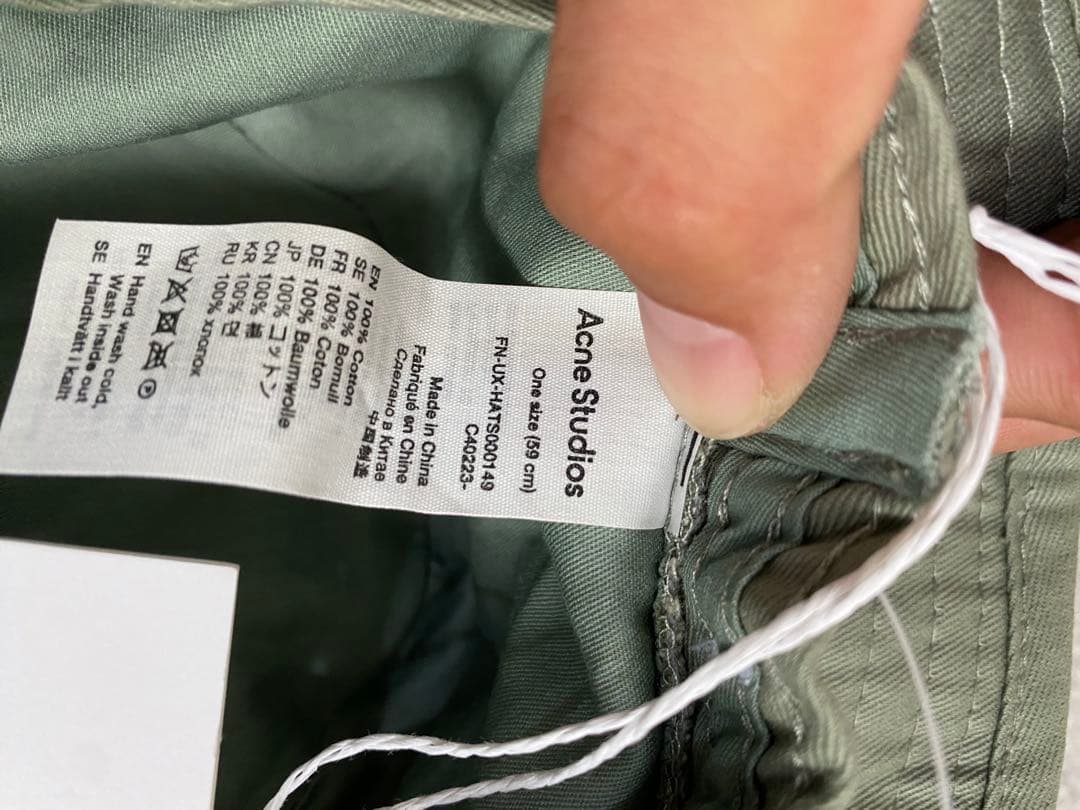 Acne Studios
One size (59 cm)
FN-UX-HATS000149
C40223-
Made in China
Fabriqué en Chine
Сделано в Китае
中国制造
EN 100% Cotton
SE 100% Bomull
FR 100% Coton
DE 100% Baumwolle
JP 100% コットン
CN 100% 棉
KR 100% 면
RU 100% хлопок
EN Hand wash cold,
Wash inside out
SE Handtvätt i kallt